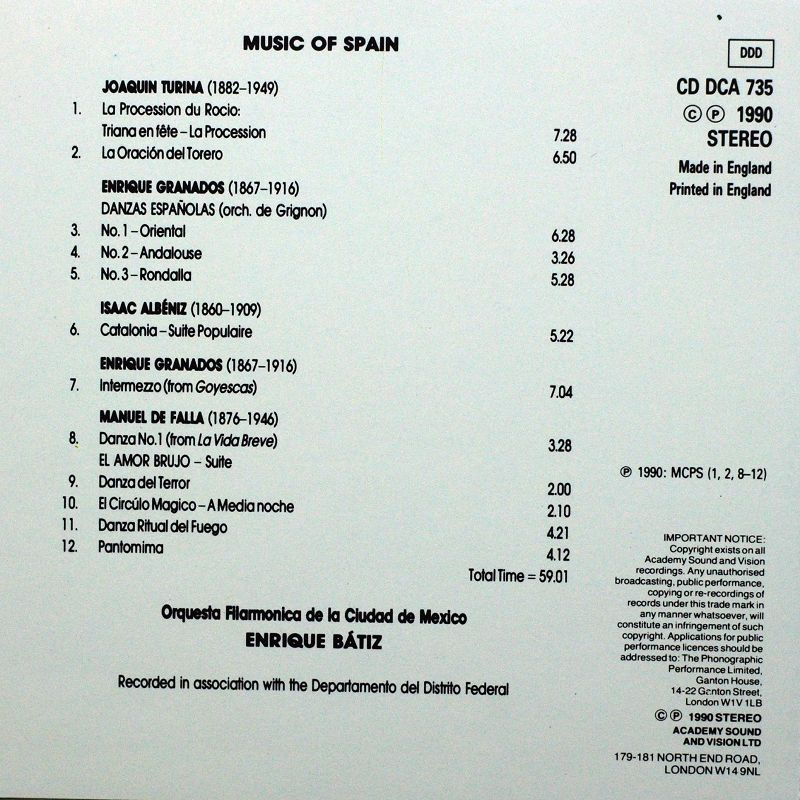 MUSIC OF SPAIN
DDD
CD DCA 735
© ℗ 1990
STEREO
Made in England
Printed in England
JOAQUIN TURINA (1882–1949)
1. La Procession du Rocio:
Triana en fête – La Procession 7.28
2. La Oración del Torero 6.50
ENRIQUE GRANADOS (1867–1916)
DANZAS ESPAÑOLAS (orch. de Grignon)
3. No. 1 – Oriental 6.28
4. No. 2 – Andalouse 3.26
5. No. 3 – Rondalla 5.28
ISAAC ALBÉNIZ (1860–1909)
6. Catalonia – Suite Populaire 5.22
ENRIQUE GRANADOS (1867–1916)
7. Intermezzo (from Goyescas) 7.04
MANUEL DE FALLA (1876–1946)
8. Danza No. 1 (from La Vida Breve) 3.28
EL AMOR BRUJO – Suite
9. Danza del Terror 2.00
10. El Circúlo Magico – A Media noche 2.10
11. Danza Ritual del Fuego 4.21
12. Pantomima 4.12
Total Time = 59.01
Orquesta Filarmonica de la Ciudad de Mexico
ENRIQUE BÁTIZ
Recorded in association with the Departamento del Distrito Federal
℗ 1990: MCPS (1, 2, 8–12)
IMPORTANT NOTICE:
Copyright exists on all
Academy Sound and Vision
recordings. Any unauthorised
broadcasting, public performance,
copying or re-recordings of
records under this trade mark in
any manner whatsoever, will
constitute an infringement of such
copyright. Applications for public
performance licences should be
addressed to: The Phonographic
Performance Limited,
Ganton House,
14-22 Ganton Street,
London W1V 1LB
© ℗ 1990 STEREO
ACADEMY SOUND
AND VISION LTD
179-181 NORTH END ROAD,
LONDON W14 9NL